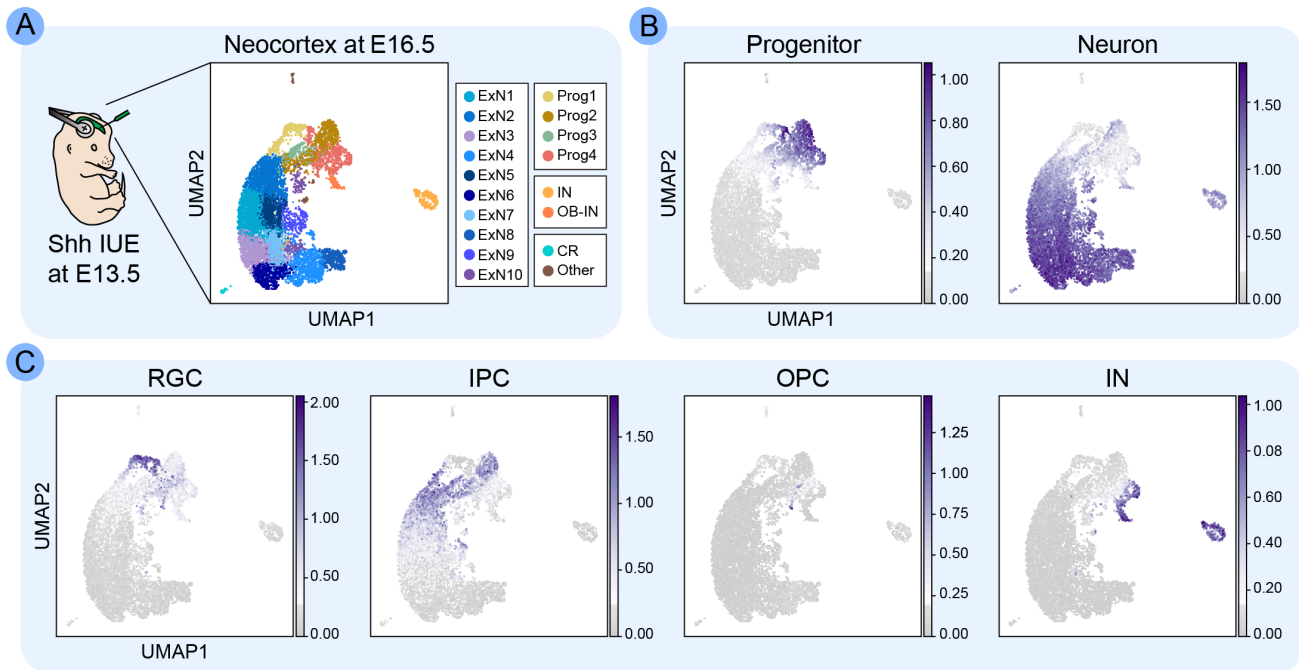 A
Neocortex at E16.5
Shh IUE
at E13.5
UMAP2
UMAP1
ExN1
ExN2
ExN3
ExN4
ExN5
ExN6
ExN7
ExN8
ExN9
ExN10
Prog1
Prog2
Prog3
Prog4
IN
OB-IN
CR
Other
B
Progenitor
UMAP2
UMAP1
1.00
0.80
0.60
0.40
0.20
0.00
Neuron
1.50
1.00
0.50
0.00
C
RGC
UMAP2
UMAP1
2.00
1.50
1.00
0.50
0.00
IPC
1.50
1.00
0.50
0.00
OPC
1.25
1.00
0.75
0.50
0.25
0.00
IN
1.00
0.08
0.60
0.40
0.20
0.00